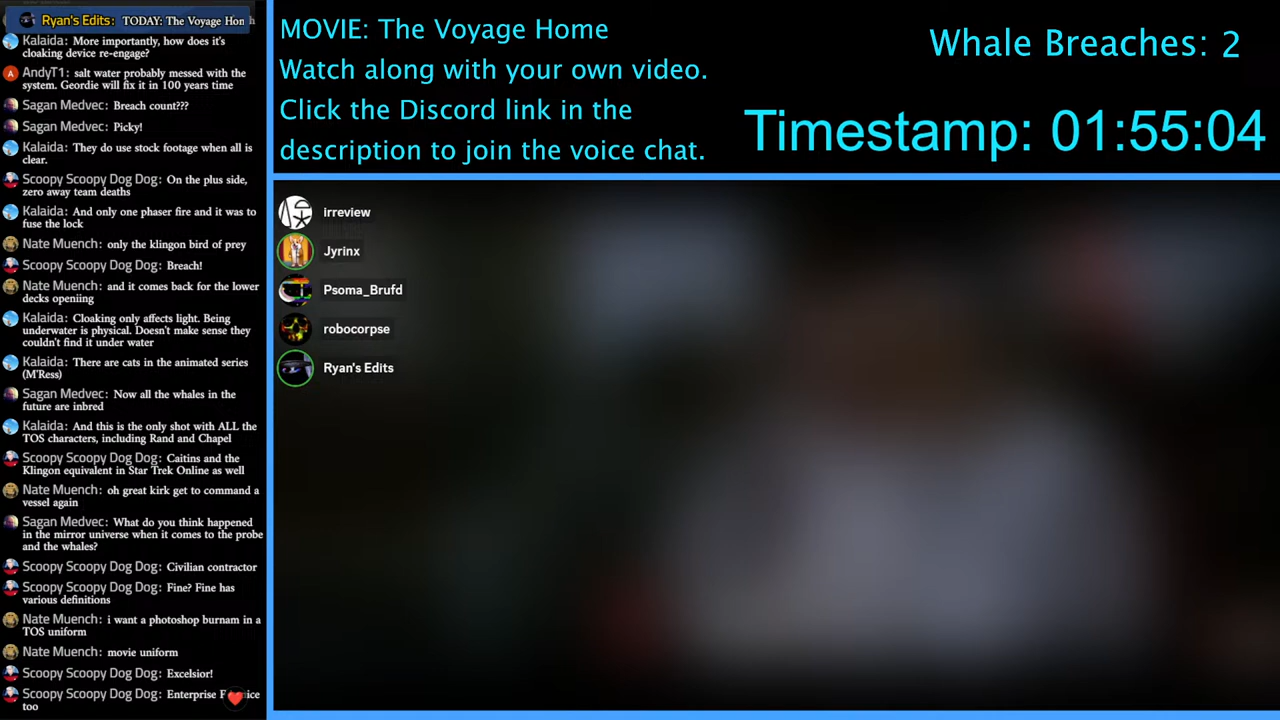 Ryan's Edits: TODAY: The Voyage Hom
Kalaida: More importantly, how does it's
cloaking device re-engage?
A AndyT1: salt water probably messed with the
system. Geordie will fix it in 100 years time
Sagan Medvec: Breach count???
Sagan Medvec: Picky!
Kalaida: They do use stock footage when all is
clear.
Scoopy Scoopy Dog Dog: On the plus side,
zero away team deaths
Kalaida: And only one phaser fire and it was to
fuse the lock
Nate Muench: only the klingon bird of prey
Scoopy Scoopy Dog Dog: Breach!
Nate Muench: and it comes back for the lower
decks openiing
Kalaida: Cloaking only affects light. Being
underwater is physical. Doesn't make sense they
couldn't find it under water
Kalaida: There are cats in the animated series
(M'Ress)
Sagan Medvec: Now all the whales in the
future are inbred
Kalaida: And this is the only shot with ALL the
TOS characters, including Rand and Chapel
Scoopy Scoopy Dog Dog: Caitins and the
Klingon equivalent in Star Trek Online as well
Nate Muench: oh great kirk get to command a
vessel again
Sagan Medvec: What do you think happened
in the mirror universe when it comes to the probe
and the whales?
Scoopy Scoopy Dog Dog: Civilian contractor
Scoopy Scoopy Dog Dog: Fine? Fine has
various definitions
Nate Muench: i want a photoshop burnam in a
TOS uniform
Nate Muench: movie uniform
Scoopy Scoopy Dog Dog: Excelsior!
Scoopy Scoopy Dog Dog: Enterprise
too
MOVIE: The Voyage Home
Watch along with your own video.
Click the Discord link in the
description to join the voice chat.
Whale Breaches: 2
Timestamp: 01:55:04
irreview
Jyrinx
Psoma_Brufd
robocorpse
Ryan's Edits